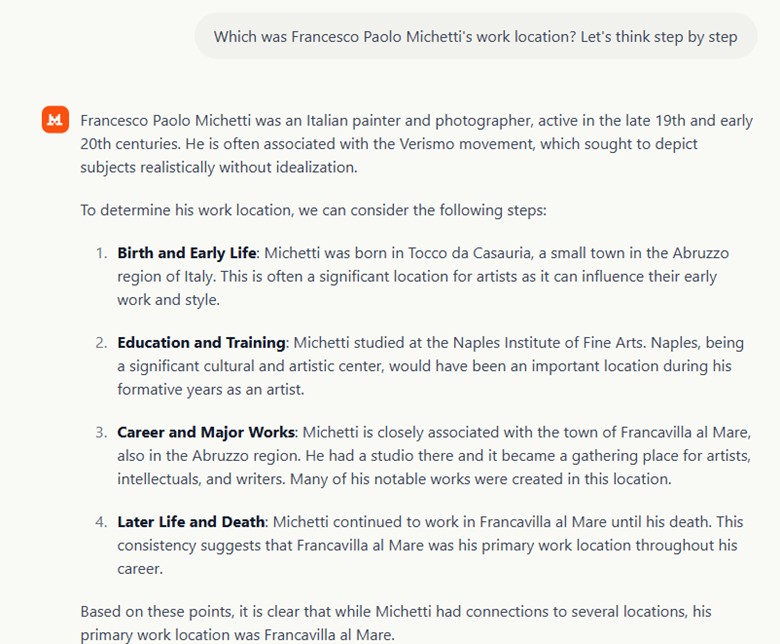 Which was Francesco Paolo Michetti's work location? Let's think step by step
Francesco Paolo Michetti was an Italian painter and photographer, active in the late 19th and early
20th centuries. He is often associated with the Verismo movement, which sought to depict
subjects realistically without idealization.
To determine his work location, we can consider the following steps:
1. Birth and Early Life: Michetti was born in Tocco da Casauria, a small town in the Abruzzo
region of Italy. This is often a significant location for artists as it can influence their early
work and style.
2. Education and Training: Michetti studied at the Naples Institute of Fine Arts. Naples, being
a significant cultural and artistic center, would have been an important location during his
formative years as an artist.
3. Career and Major Works: Michetti is closely associated with the town of Francavilla al Mare,
also in the Abruzzo region. He had a studio there and it became a gathering place for artists,
intellectuals, and writers. Many of his notable works were created in this location.
4. Later Life and Death: Michetti continued to work in Francavilla al Mare until his death. This
consistency suggests that Francavilla al Mare was his primary work location throughout his
career.
Based on these points, it is clear that while Michetti had connections to several locations, his
primary work location was Francavilla al Mare.